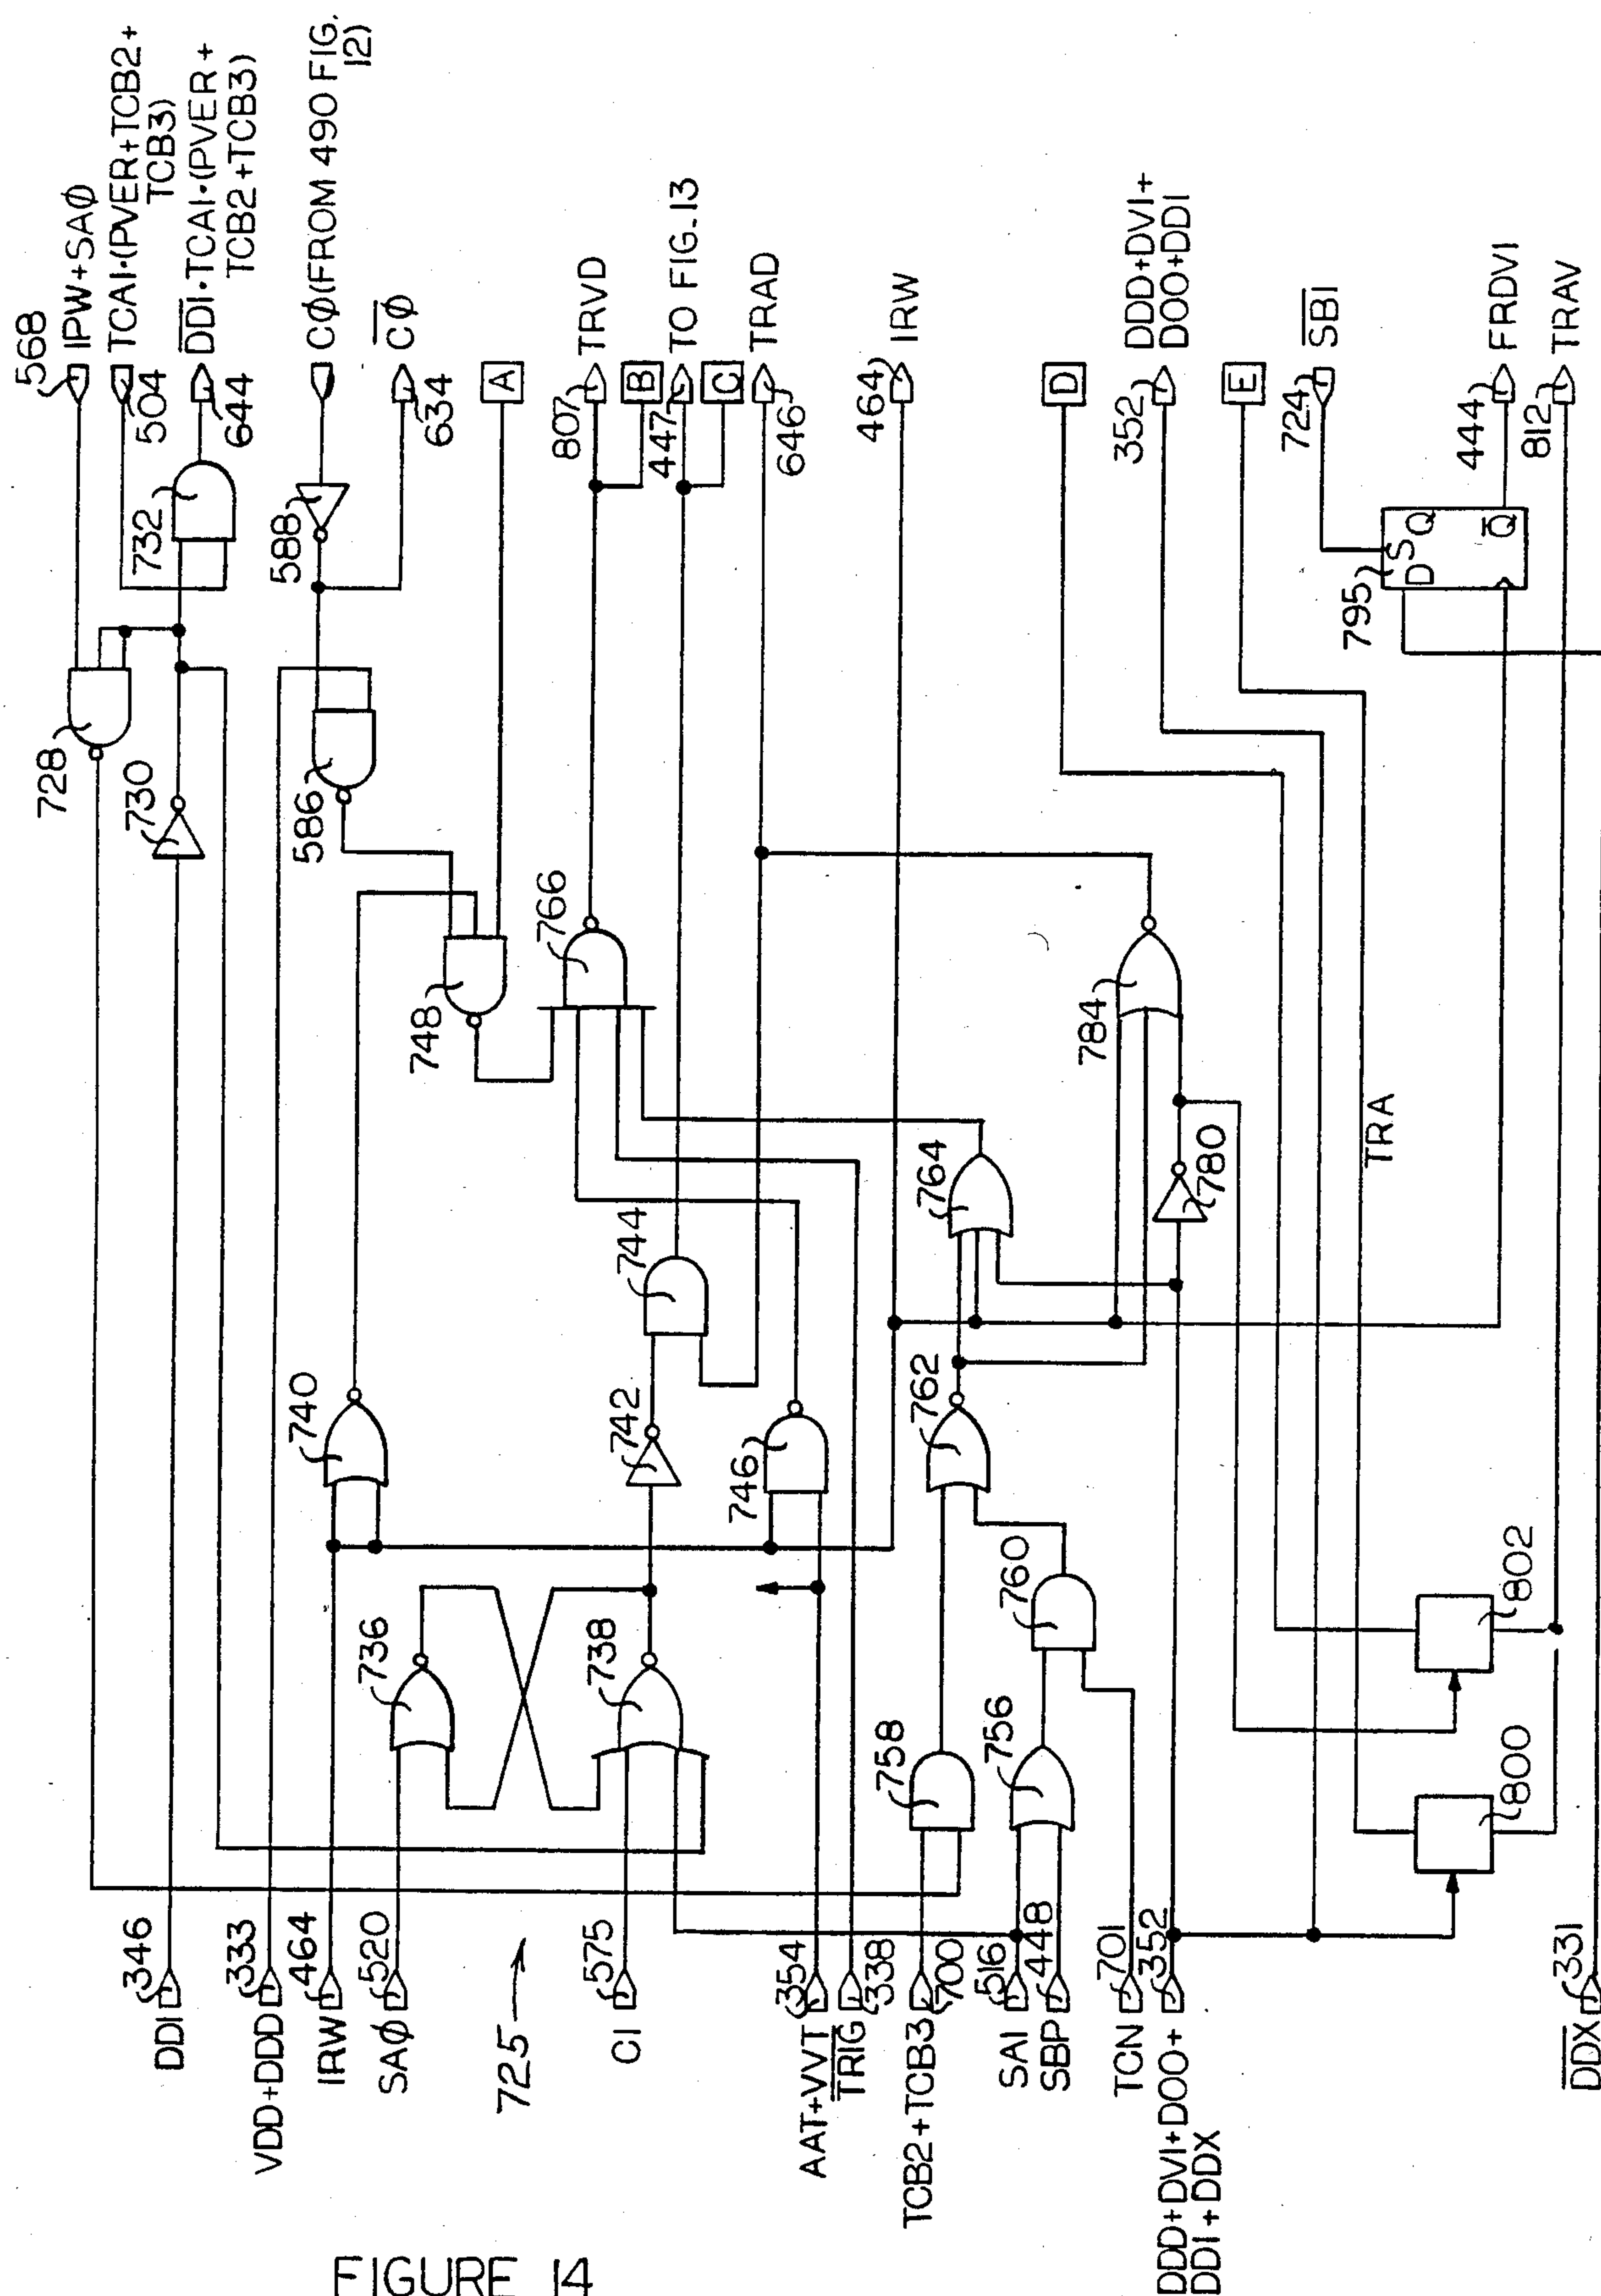 568
IPW+SAϕ
TCAI·(PVER+TCB2+
TCB3)
504
732
644
DDI·TCAI·(PVER+
TCB2+TCB3)
728
730
588
Cϕ(FROM 490 FIG.
12)
Cϕ
634
586
A
748
766
807
TRVD
B
447
TO FIG. 13
C
TRAD
646
464
IRW
D
352
DDD+DVI+
DOO+DDI
E
724
SBI
795
D
S
Q
Q
444
FRDVI
812
TRAV
740
744
742
746
764
784
780
762
TRA
736
738
760
758
756
802
800
346
DDI
333
VDD+DDD
464
IRW
520
SAϕ
725
575
CI
354
AAT+VVT
338
TRIG
700
TCB2+TCB3
516
SAI
448
SBP
701
TCN
352
DDD+DVI+DOO+
DDI+DDX
331
DDX
FIGURE 14